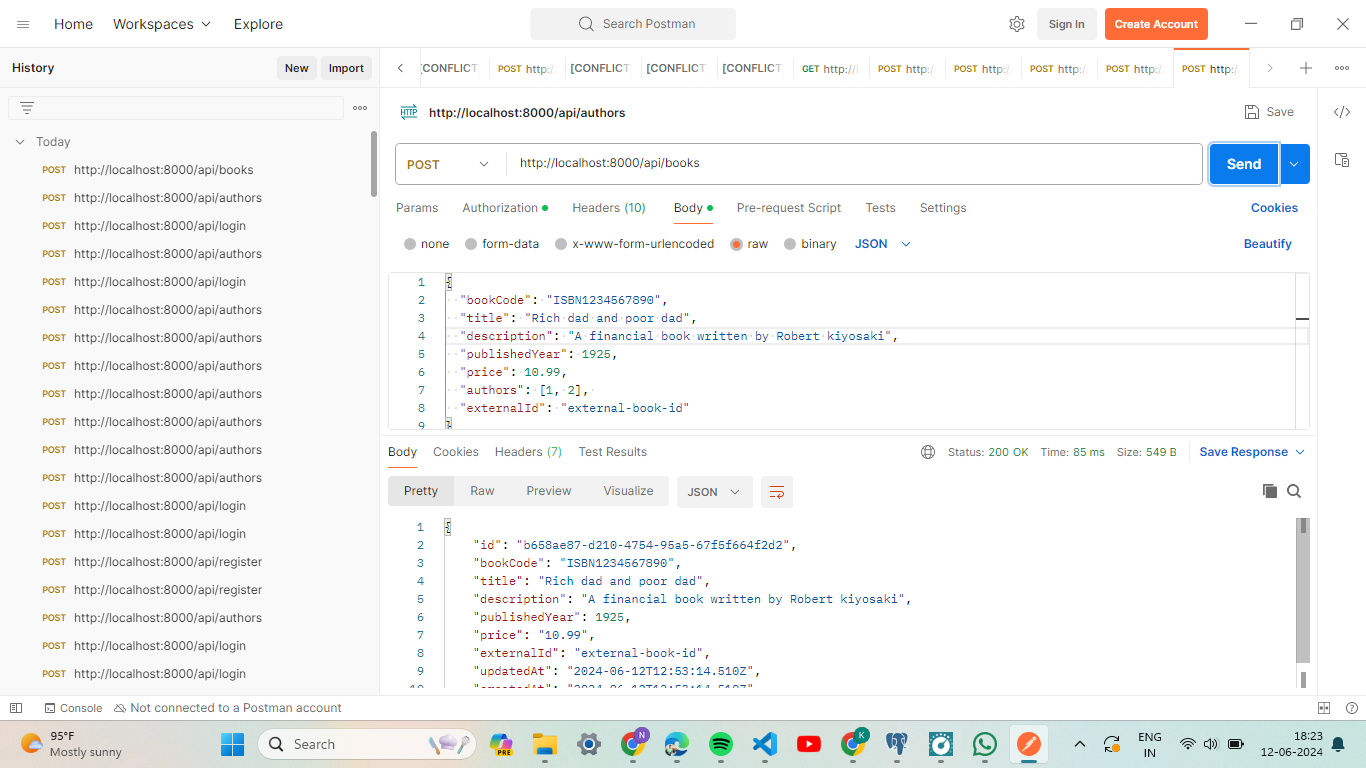 Home Workspaces Explore Search Postman Sign In Create Account
History New Import
[CONFLICT POST http:/ [CONFLICT [CONFLICT [CONFLICT GET http:// POST http:/ POST http:/ POST http:/ POST http:/ POST http:/
HTTP http://localhost:8000/api/authors Save
POST http://localhost:8000/api/books Send
Params Authorization Headers (10) Body Pre-request Script Tests Settings Cookies
none form-data x-www-form-urlencoded raw binary JSON Beautify
1 {
2 "bookCode": "ISBN1234567890",
3 "title": "Rich dad and poor dad",
4 "description": "A financial book written by Robert kiyosaki",
5 "publishedYear": 1925,
6 "price": 10.99,
7 "authors": [1, 2],
8 "externalId": "external-book-id"
9 }
Today
POST http://localhost:8000/api/books
POST http://localhost:8000/api/authors
POST http://localhost:8000/api/login
POST http://localhost:8000/api/authors
POST http://localhost:8000/api/login
POST http://localhost:8000/api/authors
POST http://localhost:8000/api/authors
POST http://localhost:8000/api/authors
POST http://localhost:8000/api/authors
POST http://localhost:8000/api/authors
POST http://localhost:8000/api/authors
POST http://localhost:8000/api/authors
POST http://localhost:8000/api/login
POST http://localhost:8000/api/login
POST http://localhost:8000/api/register
POST http://localhost:8000/api/register
POST http://localhost:8000/api/authors
POST http://localhost:8000/api/login
POST http://localhost:8000/api/login
Body Cookies Headers (7) Test Results Status: 200 OK Time: 85 ms Size: 549 B Save Response
Pretty Raw Preview Visualize JSON
1 {
2 "id": "b658ae87-d210-4754-95a5-67f5f664f2d2",
3 "bookCode": "ISBN1234567890",
4 "title": "Rich dad and poor dad",
5 "description": "A financial book written by Robert kiyosaki",
6 "publishedYear": 1925,
7 "price": "10.99",
8 "externalId": "external-book-id",
9 "updatedAt": "2024-06-12T12:53:14.510Z",
Console Not connected to a Postman account
95°F
Mostly sunny
Search
PRE
N
K
ENG
IN
18:23
12-06-2024